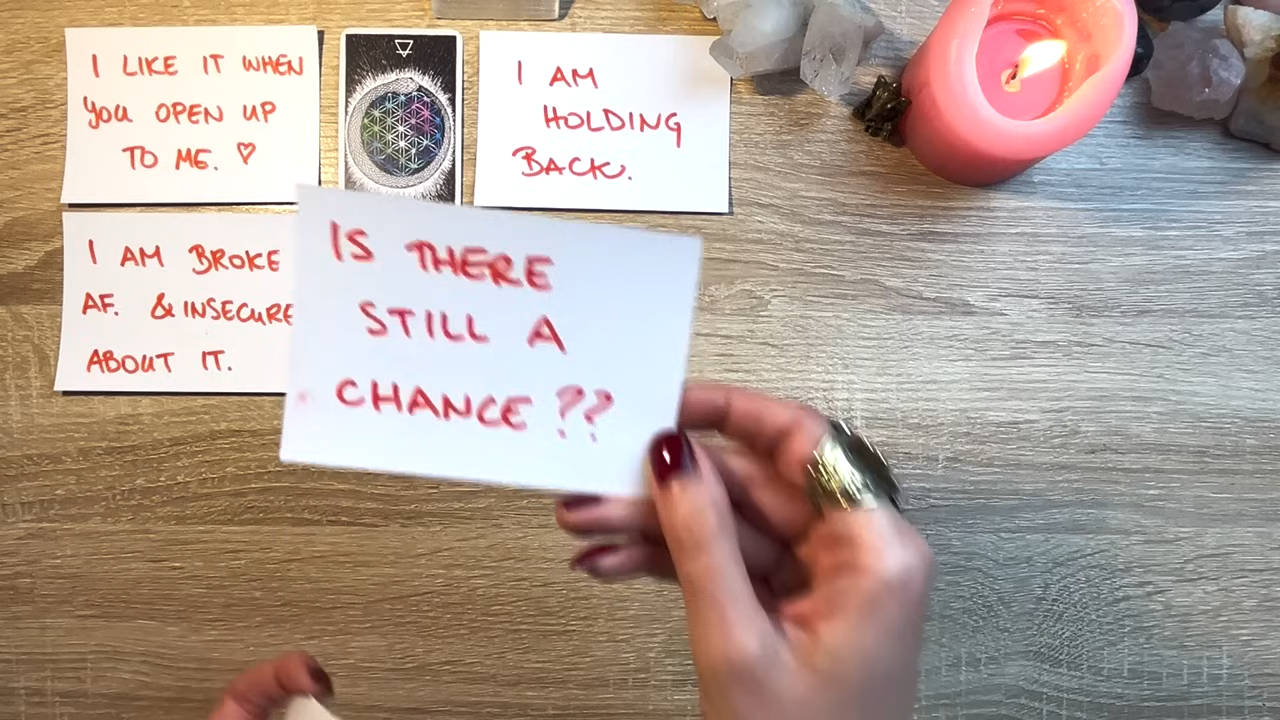 I LIKE IT WHEN
YOU OPEN UP
TO ME. ♡
I AM
HOLDING
BACK.
I AM BROKE
AF. & INSECURE
ABOUT IT.
IS THERE
STILL A
CHANCE ??